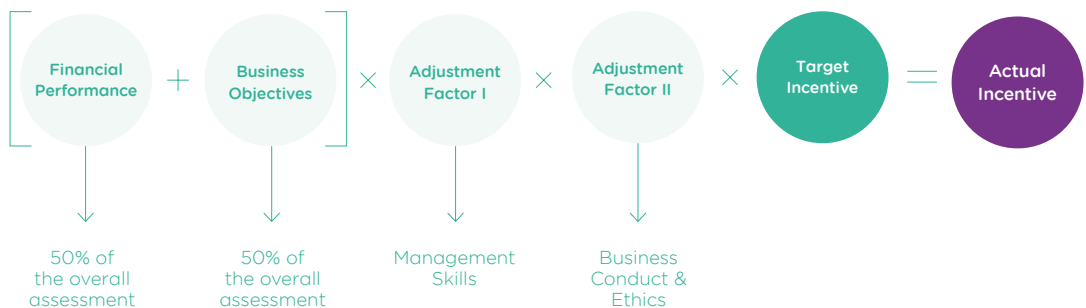 Financial
Performance
+
Business
Objectives
×
Adjustment
Factor I
×
Adjustment
Factor II
×
Target
Incentive
=
Actual
Incentive
50% of
the overall
assessment
50% of
the overall
assessment
Management
Skills
Business
Conduct &
Ethics